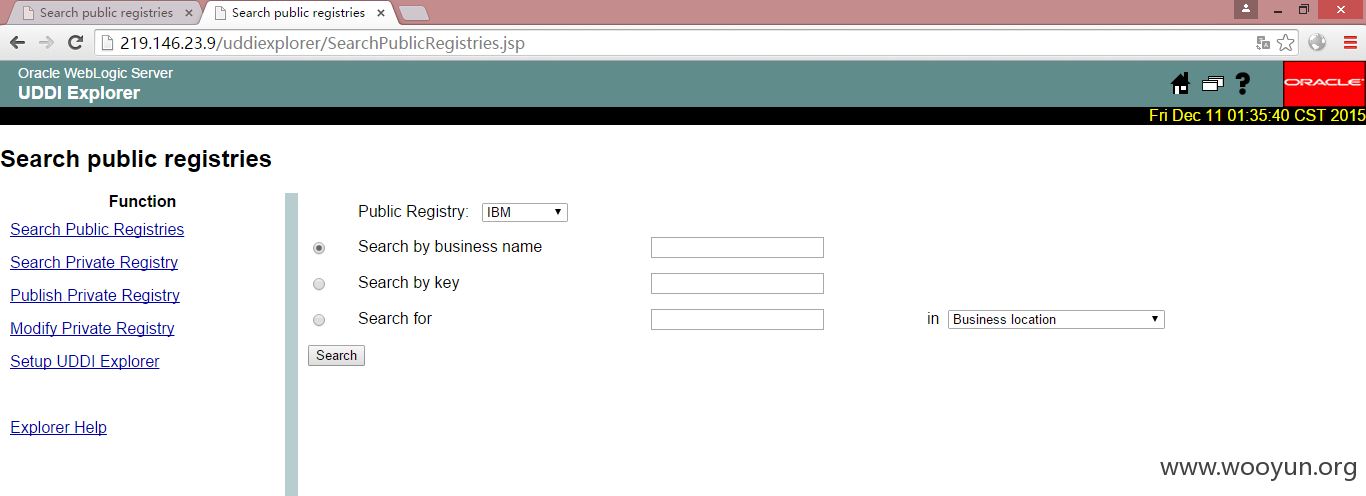 Search public registries
Search public registries
219.146.23.9/uddiexplorer/SearchPublicRegistries.jsp
Oracle WebLogic Server
UDDI Explorer
ORACLE
Fri Dec 11 01:35:40 CST 2015
Search public registries
Function
Search Public Registries
Search Private Registry
Publish Private Registry
Modify Private Registry
Setup UDDI Explorer
Explorer Help
Public Registry: IBM
Search by business name
Search by key
Search for in Business location
Search
www.wooyun.org